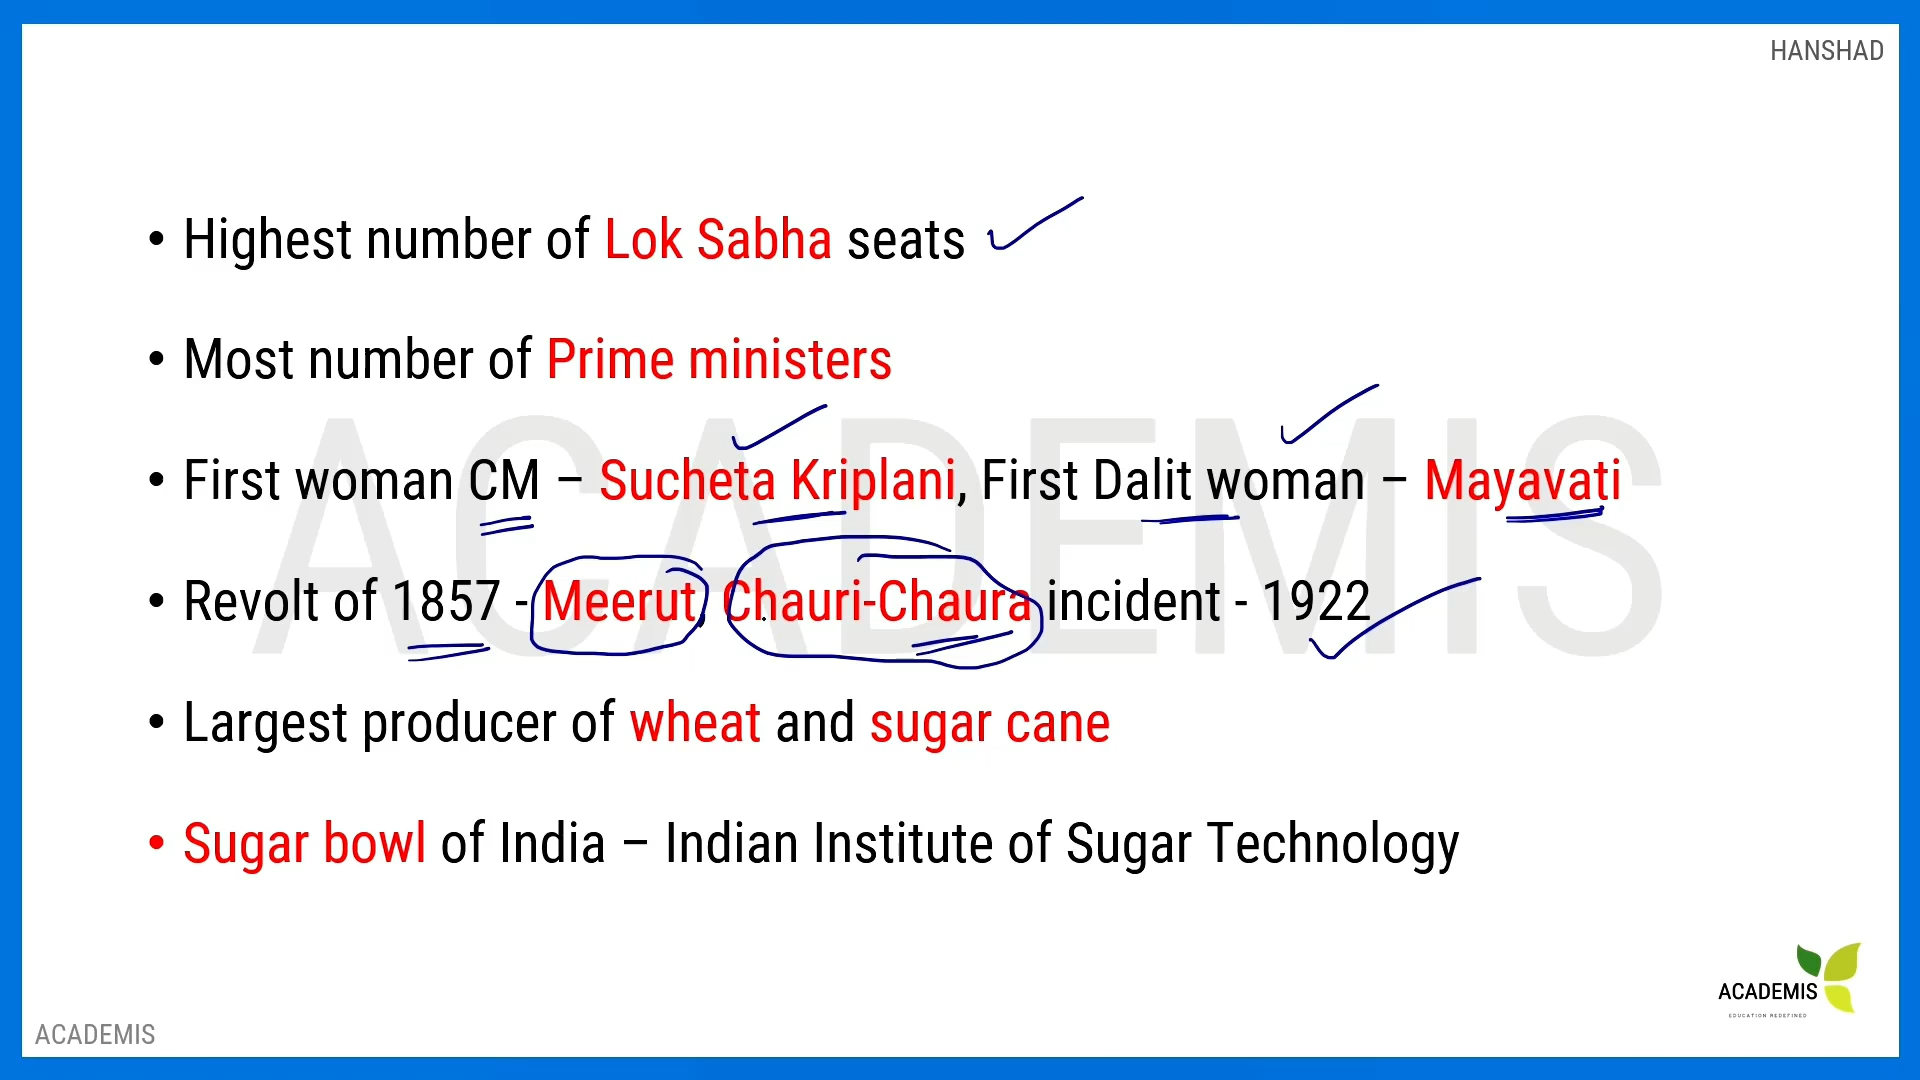 HANSHAD
• Highest number of Lok Sabha seats
• Most number of Prime ministers
ACADEMIS
• First woman CM – Sucheta Kriplani, First Dalit woman – Mayavati
• Revolt of 1857 - Meerut, Chauri-Chaura incident - 1922
• Largest producer of wheat and sugar cane
• Sugar bowl of India – Indian Institute of Sugar Technology
ACADEMIS
EDUCATION REDEFINED
ACADEMIS